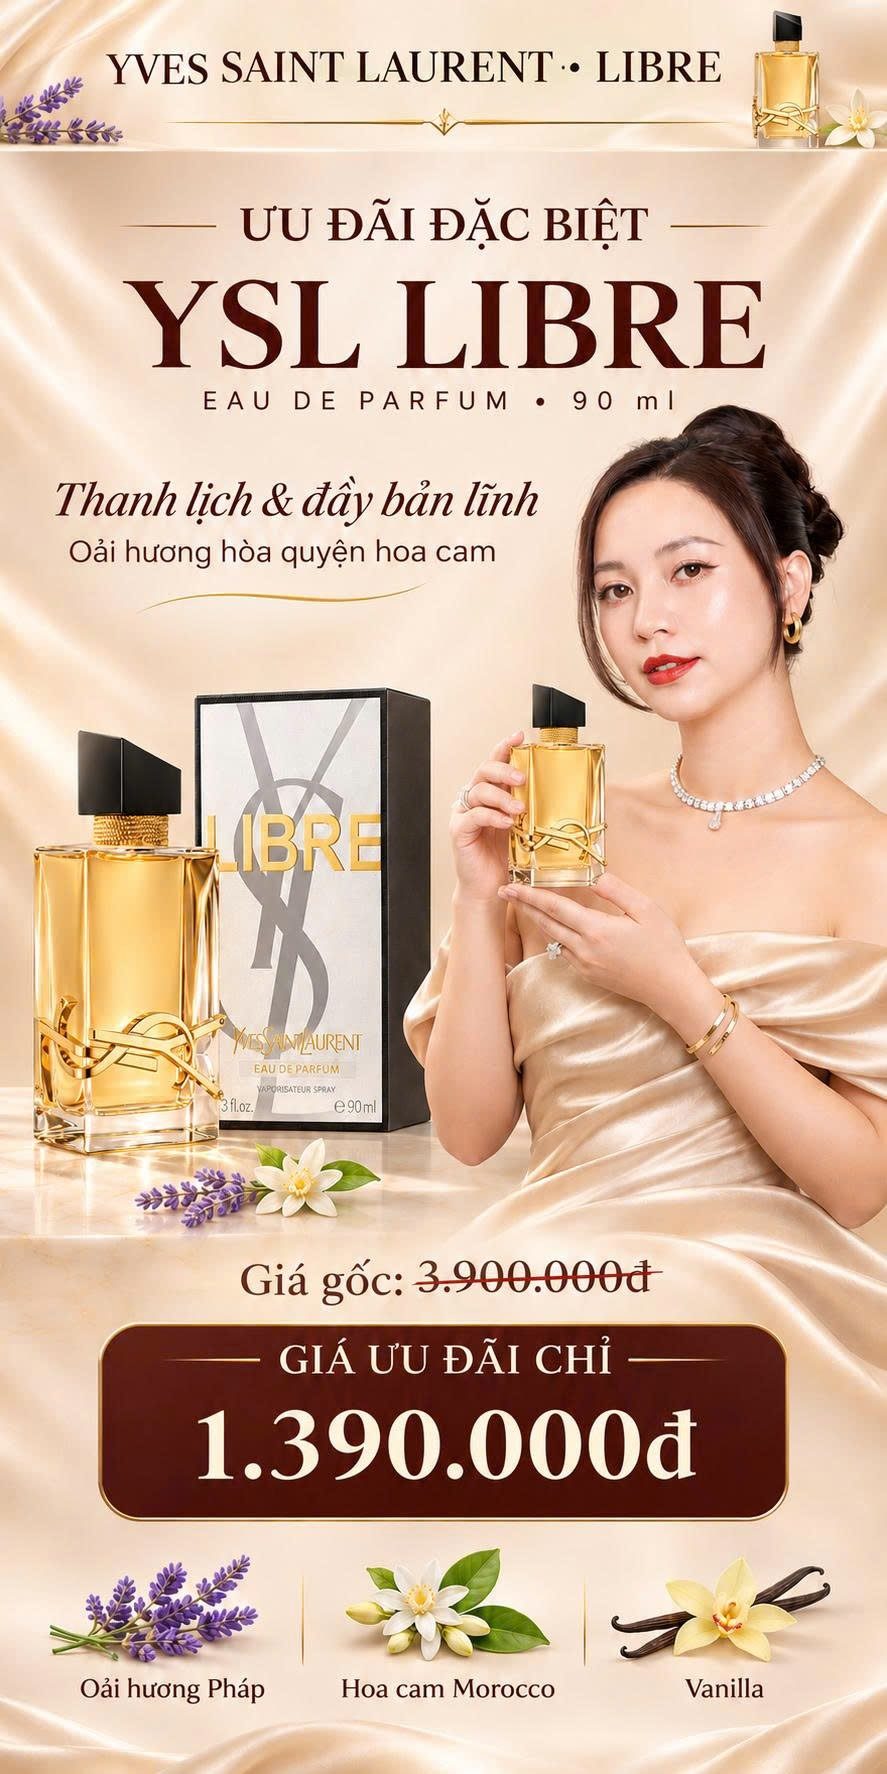 YVES SAINT LAURENT • LIBRE
ƯU ĐÃI ĐẶC BIỆT
YSL LIBRE
EAU DE PARFUM • 90 ml
Thanh lịch & đầy bản lĩnh
Oải hương hòa quyện hoa cam
LIBRE
YSL
YVESSAINTLAURENT
EAU DE PARFUM
VAPORISATEUR SPRAY
3 fl.oz. e 90 ml
Giá gốc: 3.900.000đ
GIÁ ƯU ĐÃI CHỈ
1.390.000đ
Oải hương Pháp
Hoa cam Morocco
Vanilla